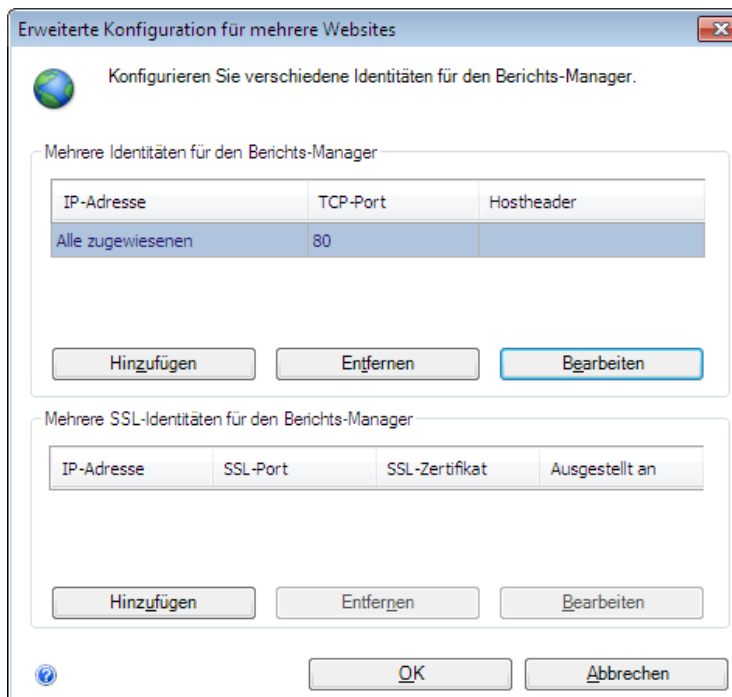 Erweiterte Konfiguration für mehrere Websites
Konfigurieren Sie verschiedene Identitäten für den Berichts-Manager.
Mehrere Identitäten für den Berichts-Manager
IP-Adresse TCP-Port Hostheader
Alle zugewiesenen 80
Hinzufügen Entfernen Bearbeiten
Mehrere SSL-Identitäten für den Berichts-Manager
IP-Adresse SSL-Port SSL-Zertifikat Ausgestellt an
Hinzufügen Entfernen Bearbeiten
OK Abbrechen